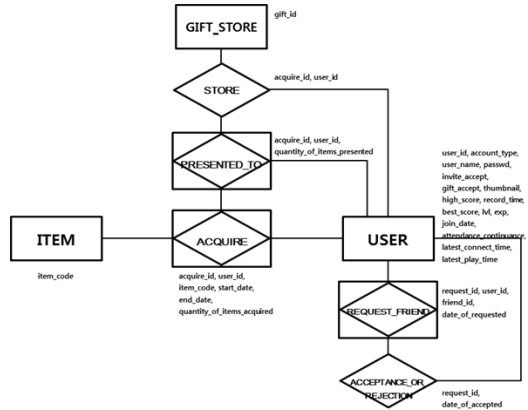 GIFT_STORE
gift_id
STORE
acquire_id, user_id
PRESENTED_TO
acquire_id, user_id,
quantity_of_items_presented
ITEM
item_code
ACQUIRE
acquire_id, user_id,
item_code, start_date,
end_date,
quantity_of_items_acquired
USER
user_id, account_type,
user_name, passwd,
invite_accept,
gift_accept, thumbnail,
high_score, record_time,
best_score, lvl, exp,
join_date,
attendance_continuance,
latest_connect_time,
latest_play_time
REQUEST_FRIEND
request_id, user_id,
friend_id,
date_of_requested
ACCEPTANCE_OR
REJECTION
request_id,
date_of_accepted